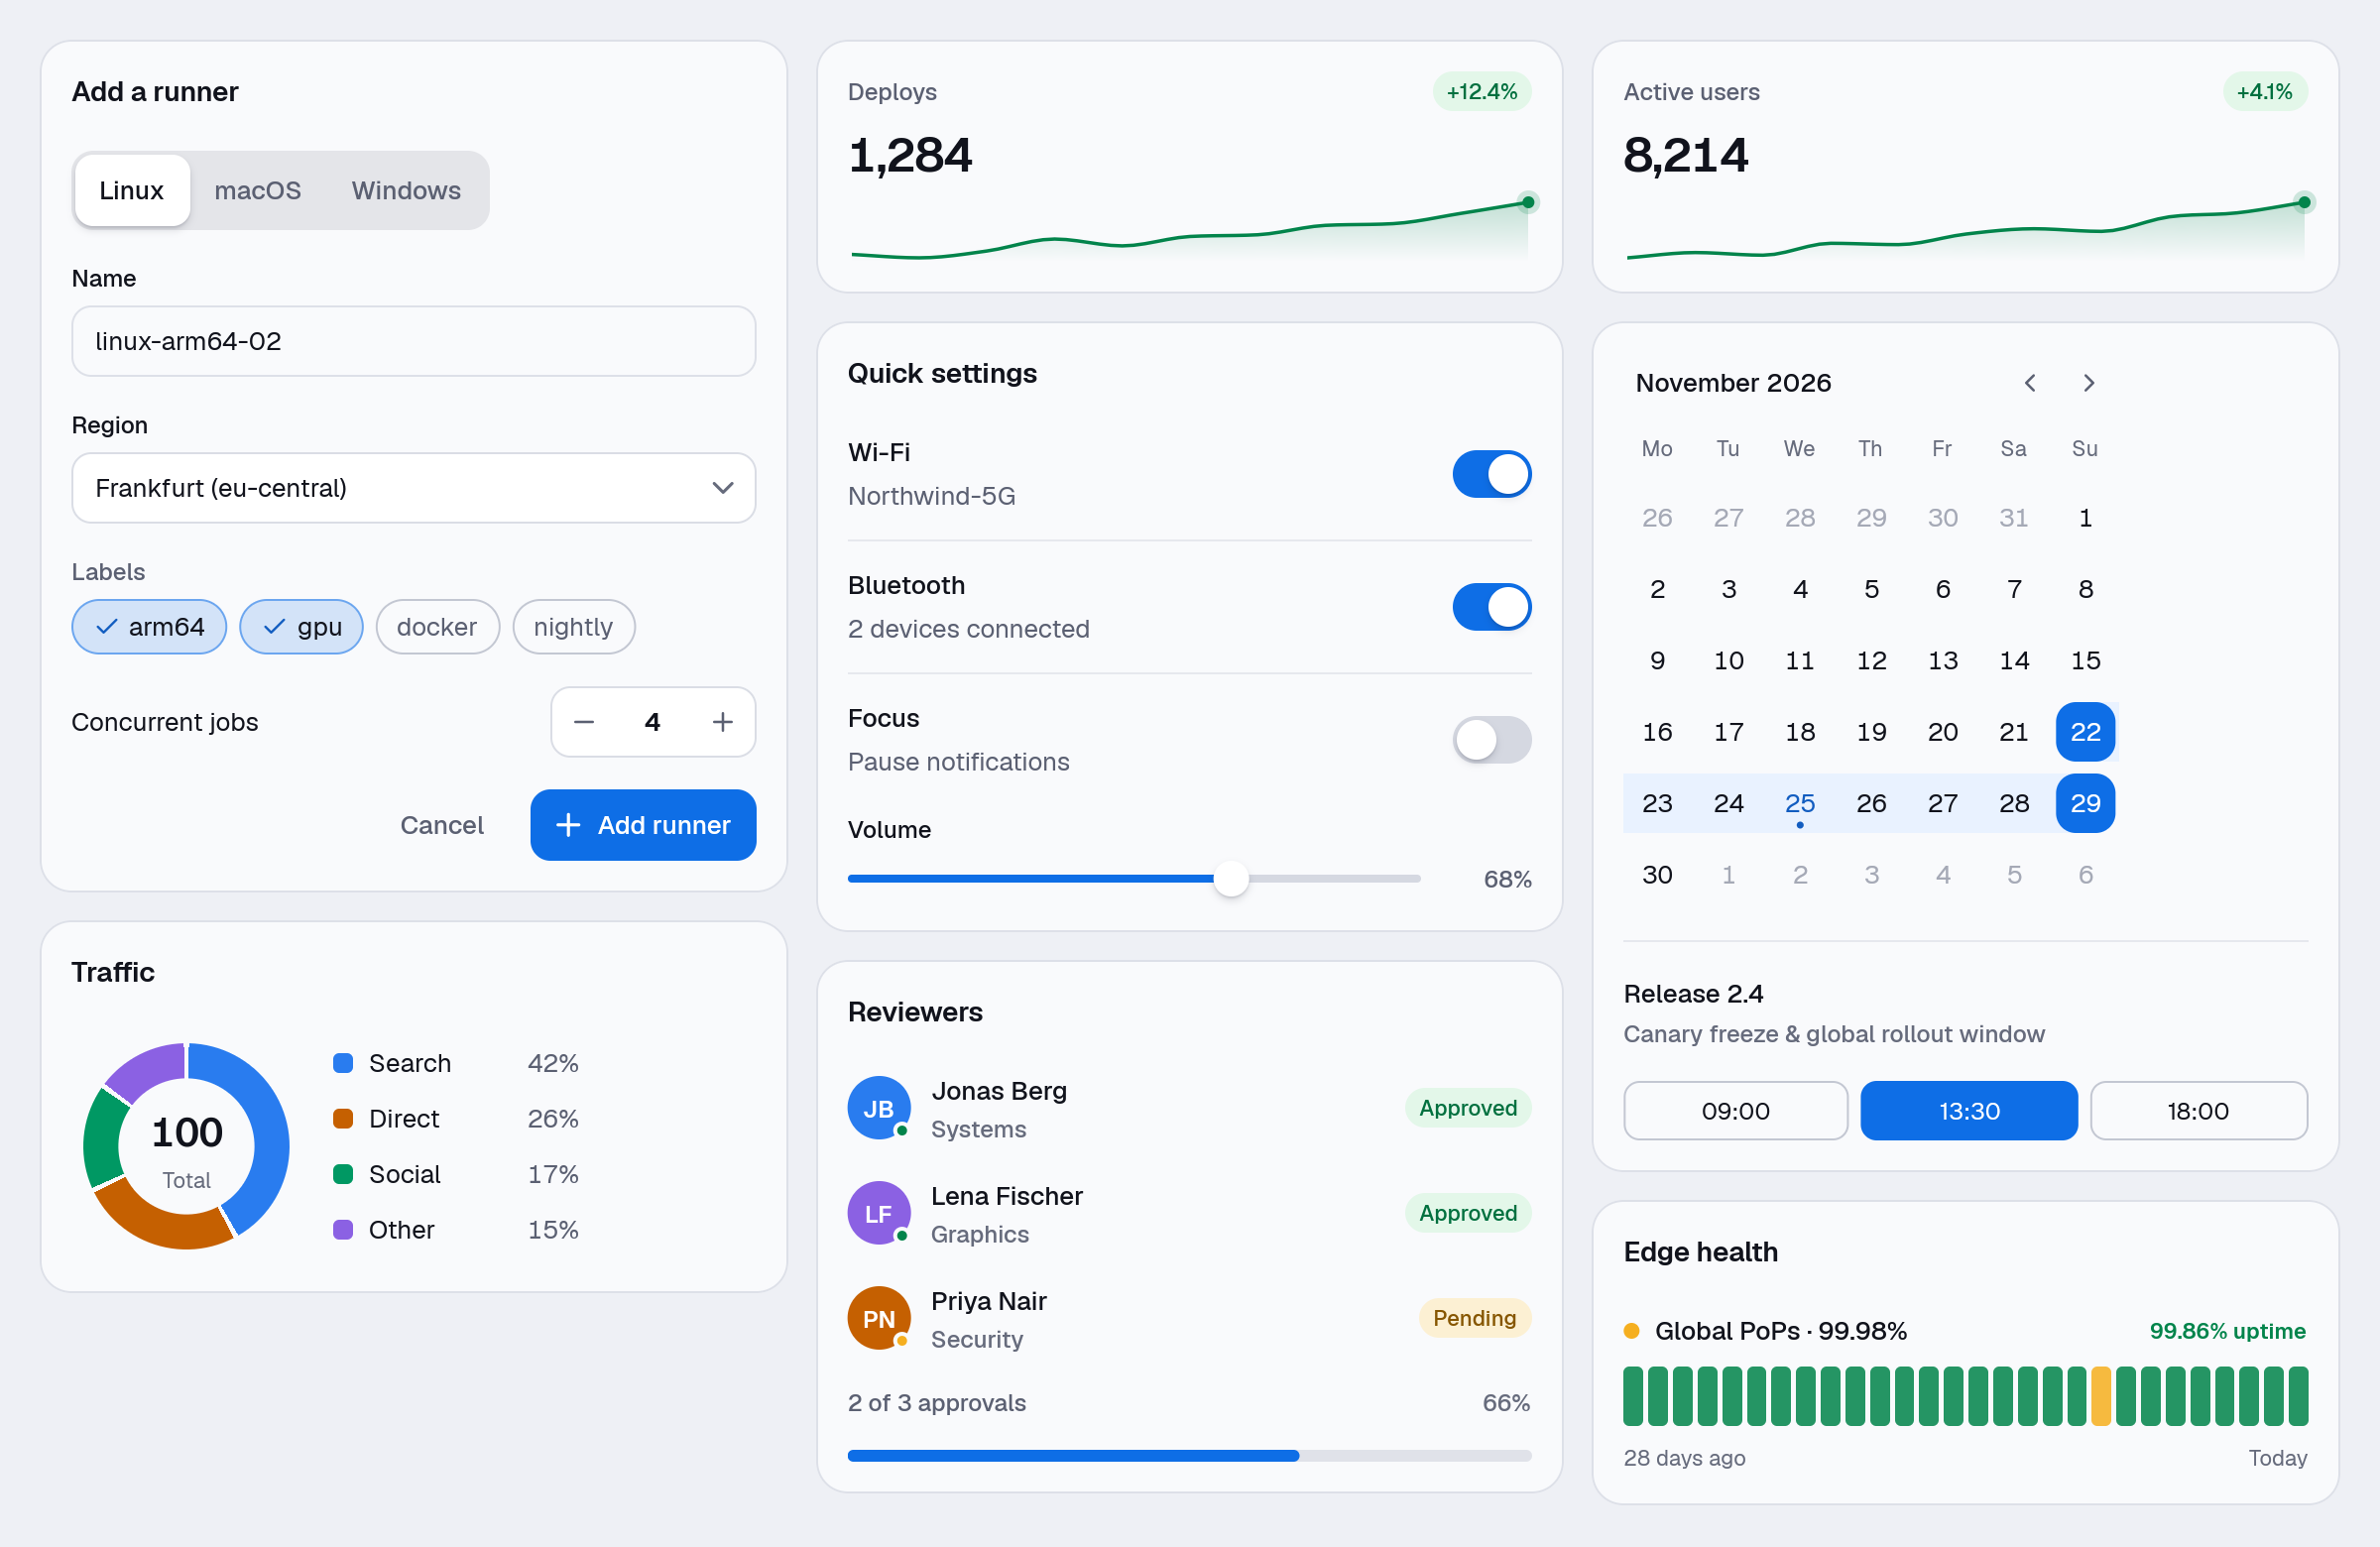 Add a runner
Linux macOS Windows
Name
linux-arm64-02
Region
Frankfurt (eu-central)
Labels
arm64 gpu docker nightly
Concurrent jobs 4
Cancel Add runner
Traffic
100
Total
Search 42%
Direct 26%
Social 17%
Other 15%
Deploys +12.4%
1,284
Quick settings
Wi-Fi
Northwind-5G
Bluetooth
2 devices connected
Focus
Pause notifications
Volume
68%
Reviewers
JB Jonas Berg Approved
Systems
LF Lena Fischer Approved
Graphics
PN Priya Nair Pending
Security
2 of 3 approvals 66%
Active users +4.1%
8,214
November 2026
Mo Tu We Th Fr Sa Su
26 27 28 29 30 31 1
2 3 4 5 6 7 8
9 10 11 12 13 14 15
16 17 18 19 20 21 22
23 24 25 26 27 28 29
30 1 2 3 4 5 6
Release 2.4
Canary freeze & global rollout window
09:00 13:30 18:00
Edge health
Global PoPs · 99.98% 99.86% uptime
28 days ago Today